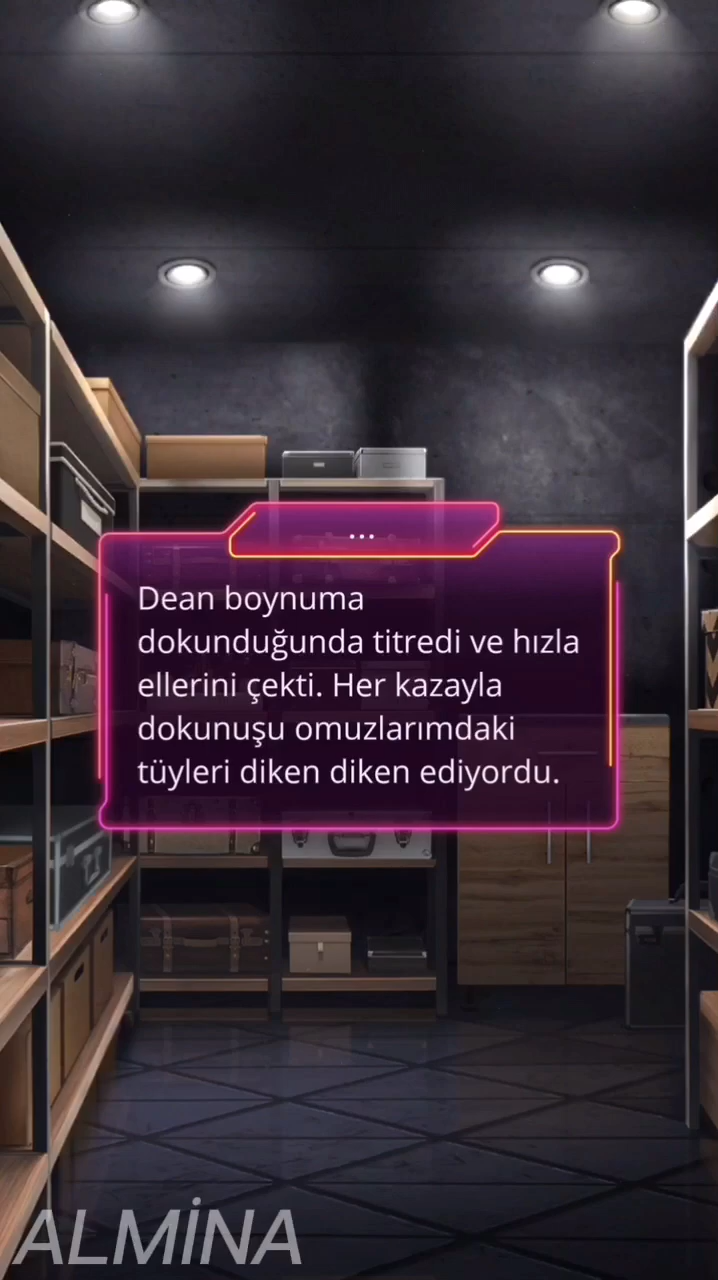 ...
Dean boynuma
dokunduğunda titredi ve hızla
ellerini çekti. Her kazayla
dokunuşu omuzlarımdaki
tüyleri diken diken ediyordu.
ALMİNA